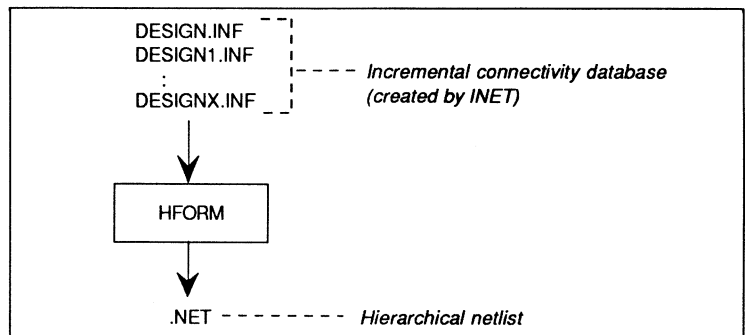 DESIGN.INF
DESIGN1.INF
:
DESIGNX.INF
Incremental connectivity database
(created by INET)
HFORM
.NET
Hierarchical netlist